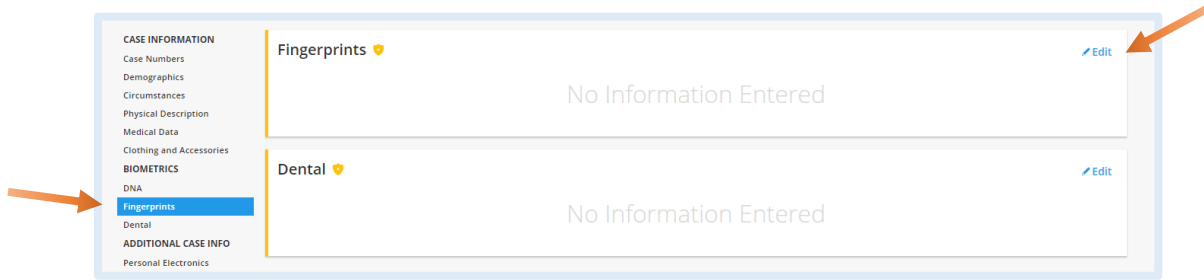 CASE INFORMATION
Case Numbers
Demographics
Circumstances
Physical Description
Medical Data
Clothing and Accessories
BIOMETRICS
DNA
Fingerprints
Dental
ADDITIONAL CASE INFO
Personal Electronics
Fingerprints
Edit
No Information Entered
Dental
Edit
No Information Entered